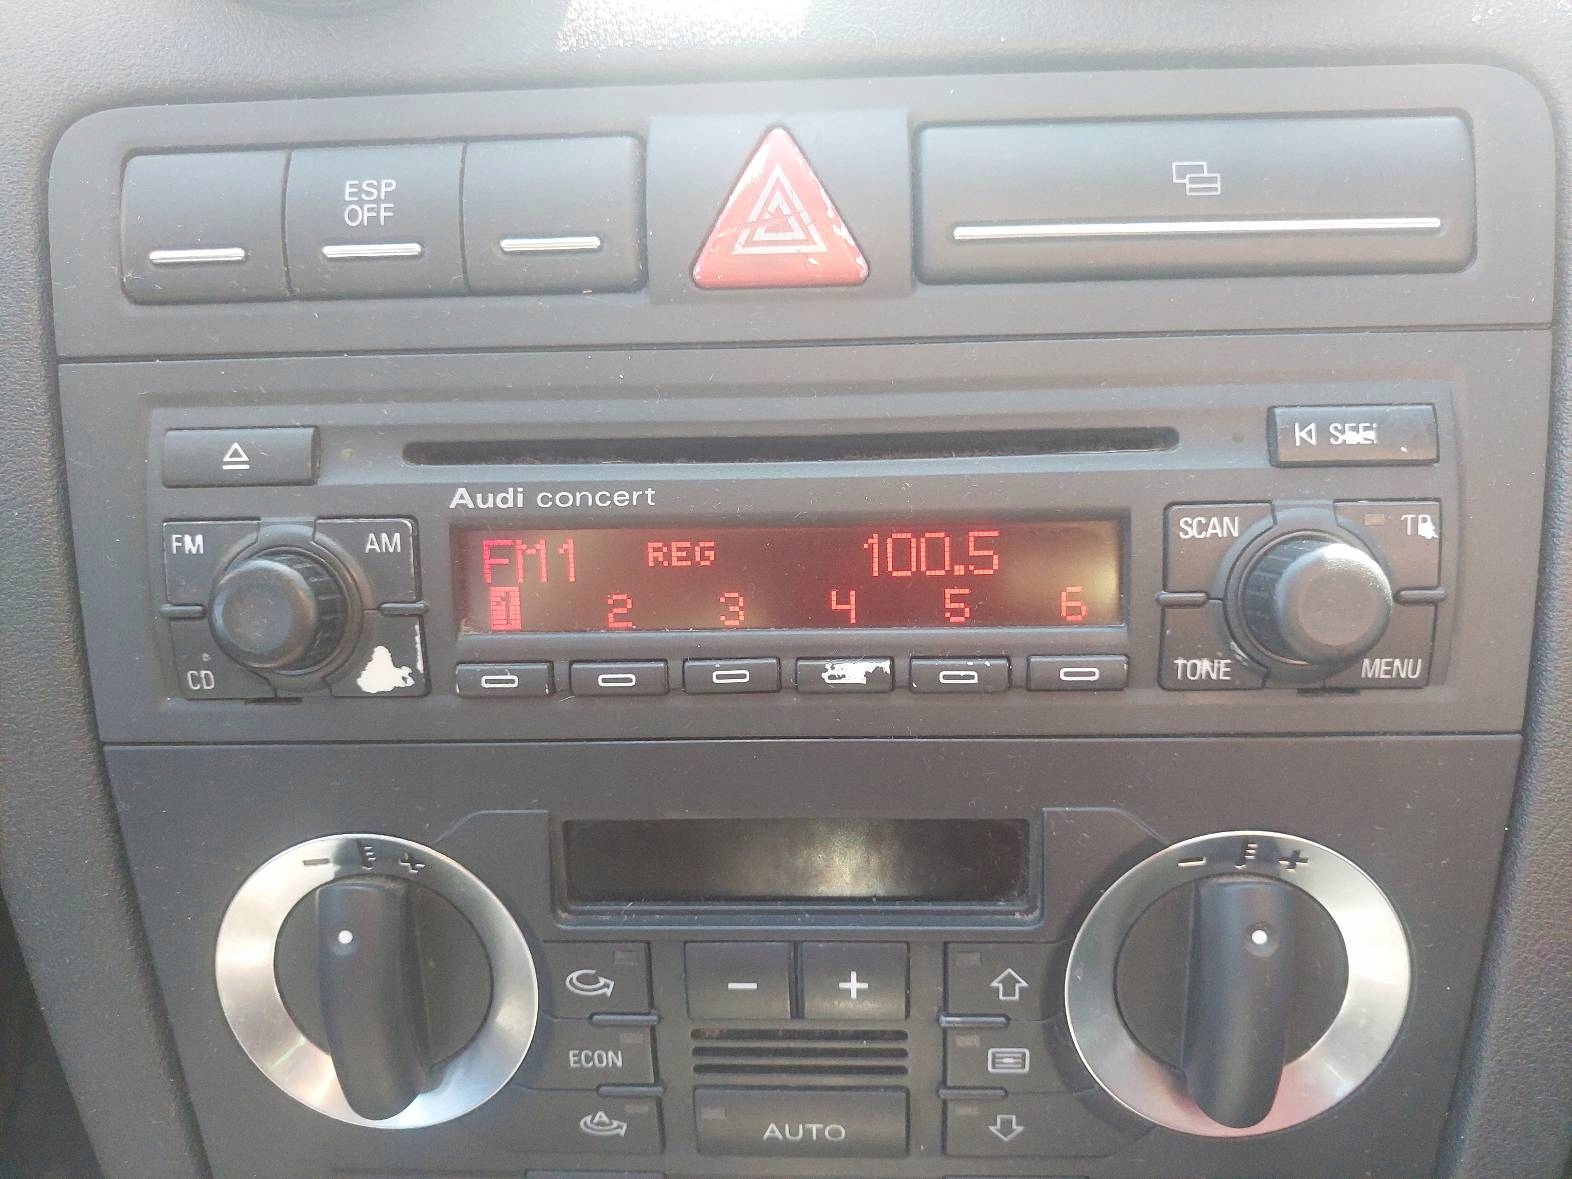 ESP
OFF
Audi concert
FM
AM
CD
FM1 REG 100.5
1 2 3 4 5 6
SCAN
TONE
MENU
ECON
A
AUTO